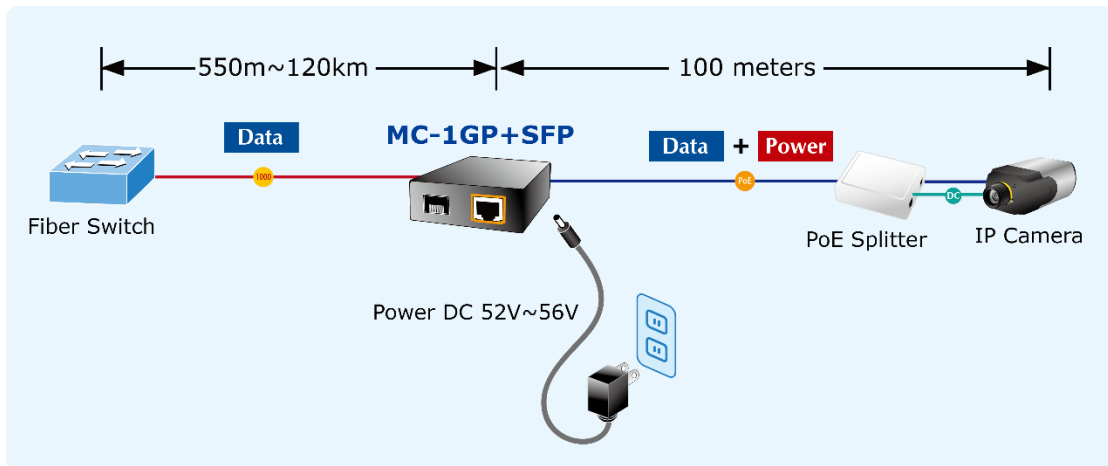 550m~120km
100 meters
Data
MC-1GP+SFP
Data + Power
1000
PoE
DC
Fiber Switch
PoE Splitter
IP Camera
Power DC 52V~56V